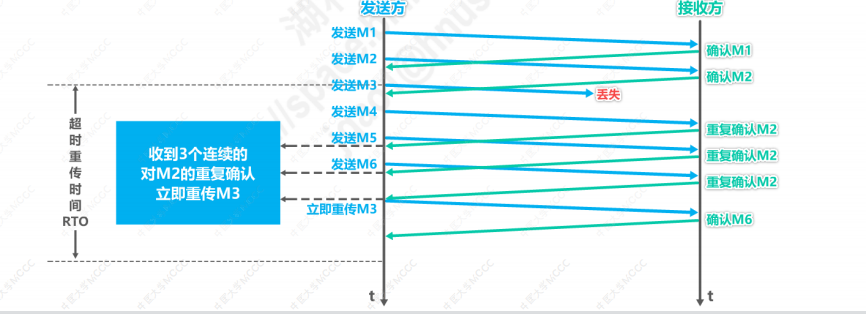 发送方
接收方
发送M1
确认M1
发送M2
确认M2
发送M3
丢失
发送M4
重复确认M2
发送M5
重复确认M2
发送M6
重复确认M2
立即重传M3
确认M6
超时重传时间
RTO
收到3个连续的
对M2的重复确认
立即重传M3
t
t